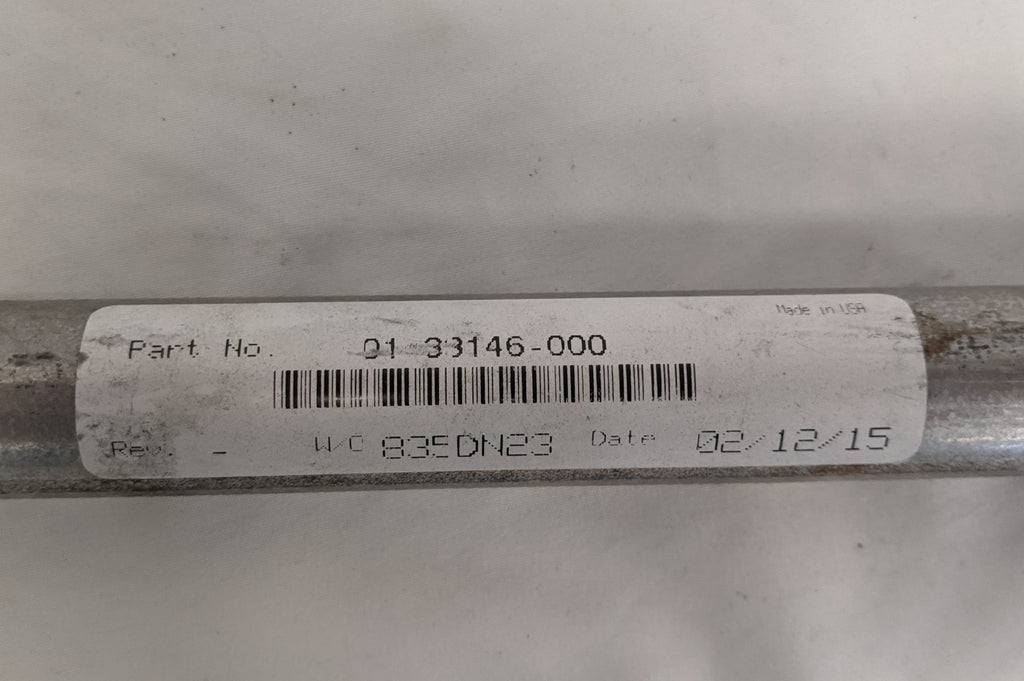 Made in USA
Part No. 01 33146-000
Rev. - W/C 835DN23 Date 02/12/15